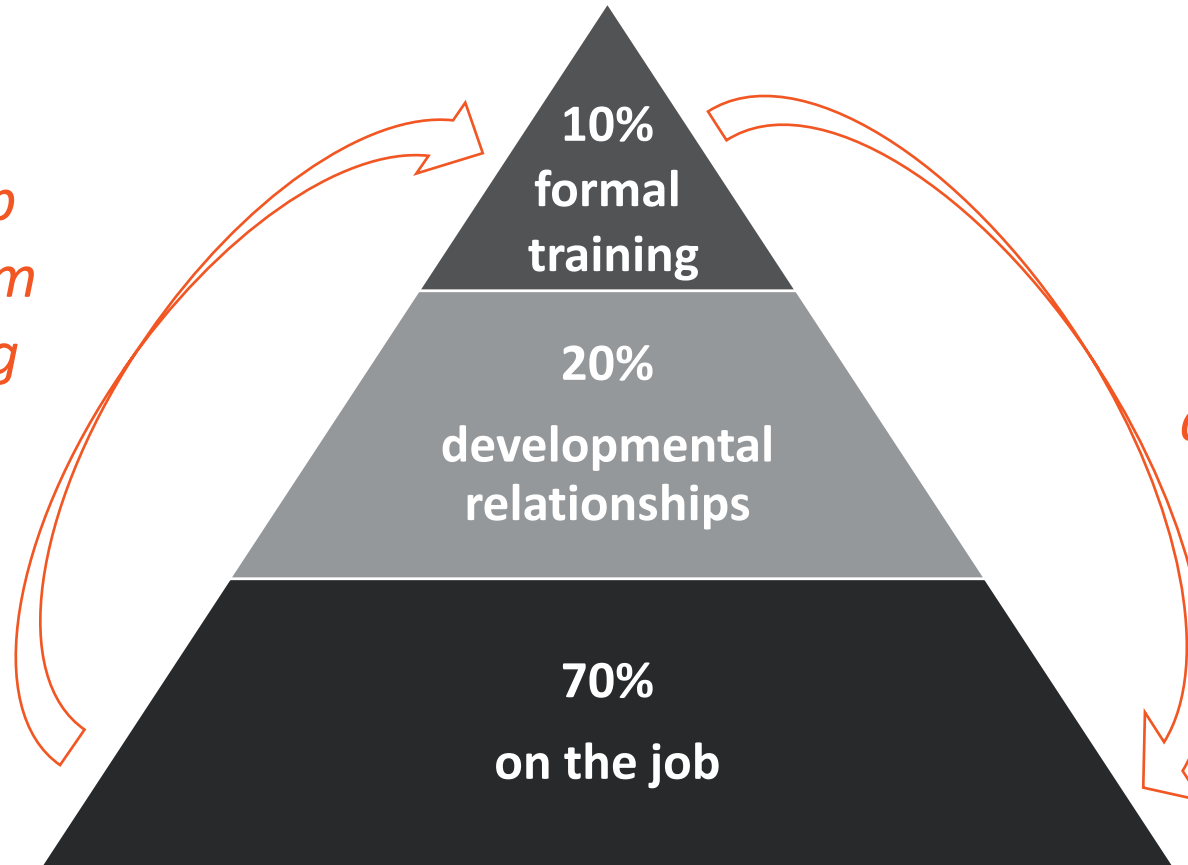 10%
formal
training
20%
developmental
relationships
70%
on the job